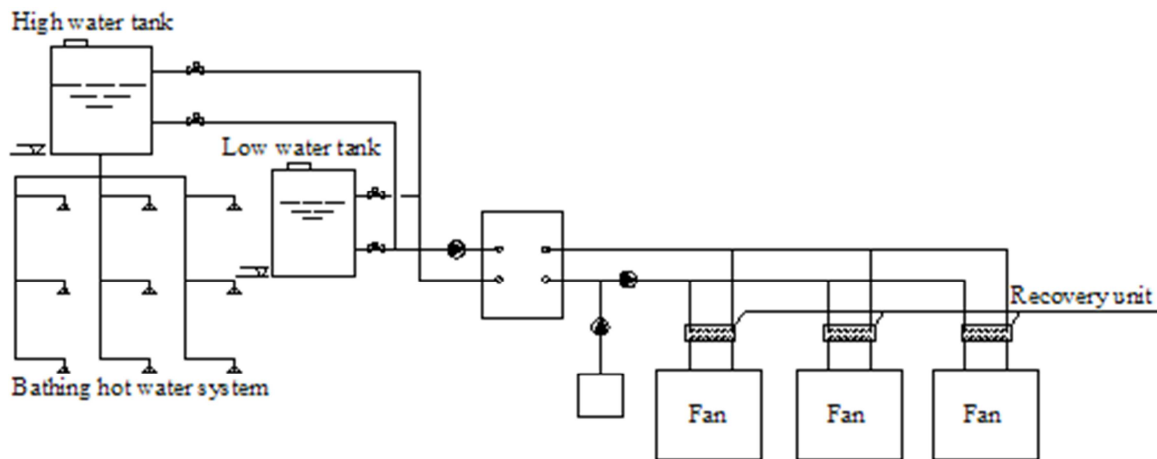 High water tank
Low water tank
Recovery unit
Bathing hot water system
Fan
Fan
Fan